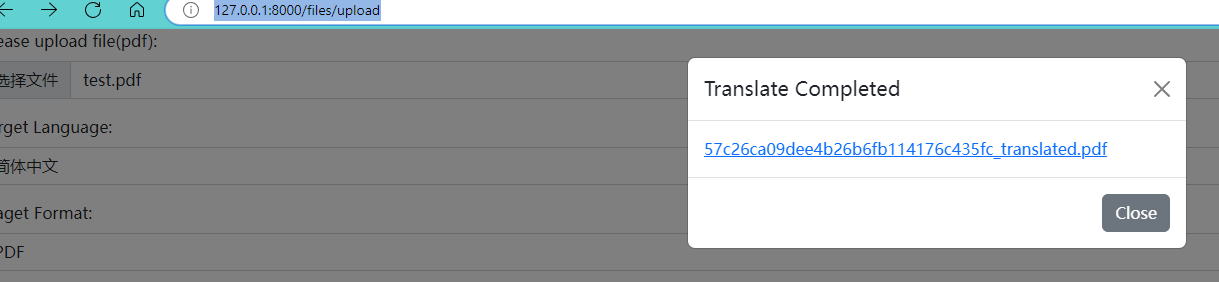 127.0.0.1:8000/files/upload
ease upload file(pdf):
选择文件 test.pdf
rget Language:
简体中文
aget Format:
PDF
Translate Completed
57c26ca09dee4b26b6fb114176c435fc_translated.pdf
Close